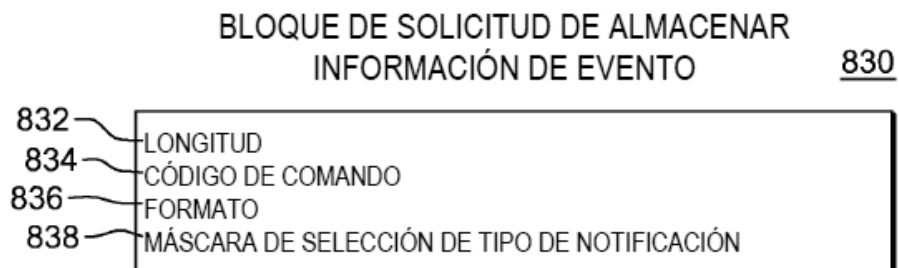 BLOQUE DE SOLICITUD DE ALMACENAR
INFORMACIÓN DE EVENTO 830
832 LONGITUD
834 CÓDIGO DE COMANDO
836 FORMATO
838 MÁSCARA DE SELECCIÓN DE TIPO DE NOTIFICACIÓN